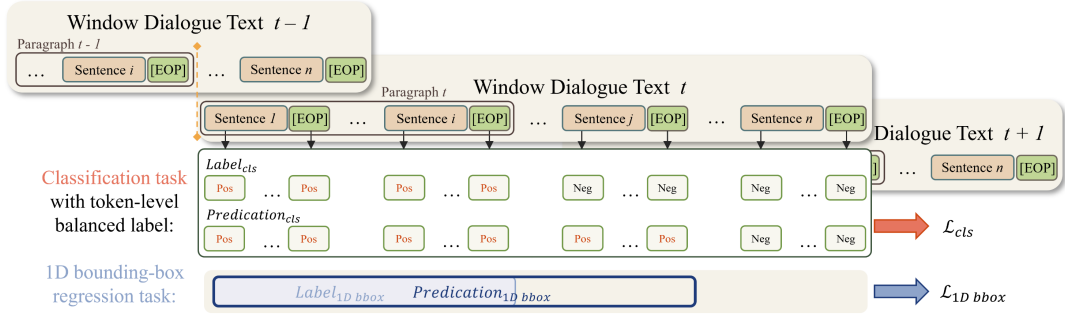 Window Dialogue Text t – 1
Paragraph t - 1
… Sentence i [EOP] … Sentence n [EOP]
Window Dialogue Text t
Paragraph t
Sentence 1 [EOP] … Sentence i [EOP] … Sentence j [EOP] … Sentence n [EOP]
Dialogue Text t + 1
… Sentence n [EOP]
Classification task
with token-level
balanced label:
Label_cls
Pos … Pos Pos … Pos Neg … Neg Neg … Neg
Predication_cls
Pos … Pos Pos … Pos Pos … Pos Neg … Neg
ℒ_cls
1D bounding-box
regression task:
Label_1D bbox Predication_1D bbox
ℒ_1D bbox